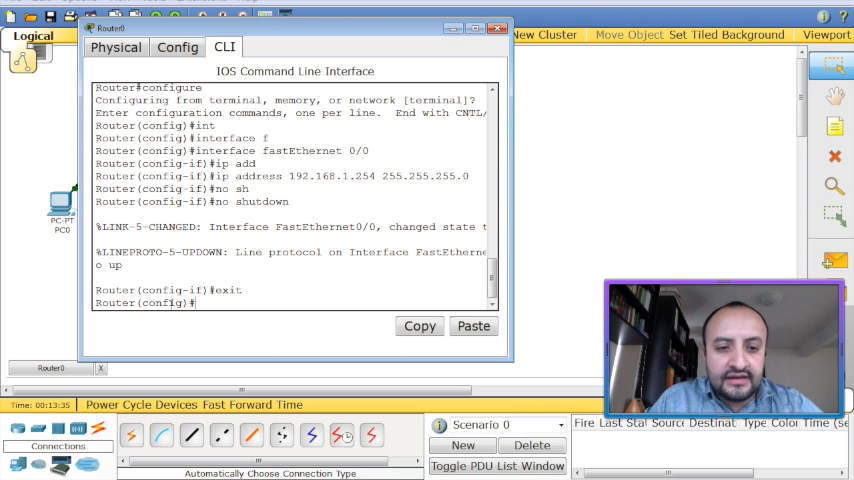 Router0
Logical
New Cluster
Move Object
Set Tiled Background
Viewport
Physical
Config
CLI
IOS Command Line Interface
Router#configure
Configuring from terminal, memory, or network [terminal]?
Enter configuration commands, one per line.  End with CNTL/
Router(config)#int
Router(config)#interface f
Router(config)#interface fastEthernet 0/0
Router(config-if)#ip add
Router(config-if)#ip address 192.168.1.254 255.255.255.0
Router(config-if)#no sh
Router(config-if)#no shutdown
%LINK-5-CHANGED: Interface FastEthernet0/0, changed state t
%LINEPROTO-5-UPDOWN: Line protocol on Interface FastEtherne
o up
Router(config-if)#exit
Router(config)#
Copy
Paste
PC-PT
PC0
Router0
X
Time: 00:13:35
Power Cycle Devices Fast Forward Time
Connections
Automatically Choose Connection Type
Scenario 0
New
Delete
Toggle PDU List Window
Fire Last Stat Source Destinat Type Color Time (se